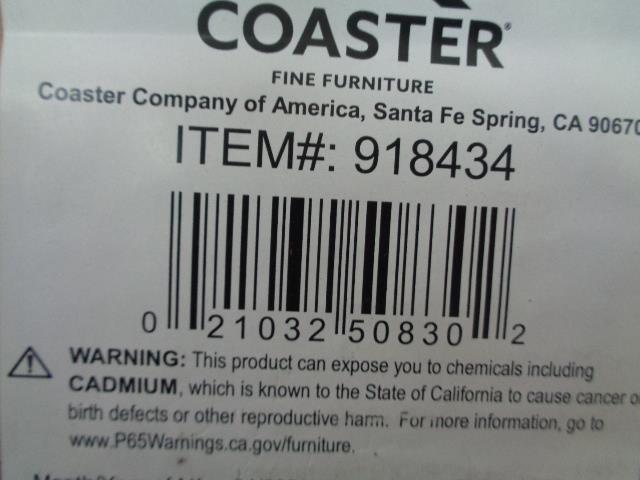 COASTER®
FINE FURNITURE
Coaster Company of America, Santa Fe Spring, CA 90670
ITEM#: 918434
0 21032 50830 2
WARNING: This product can expose you to chemicals including
CADMIUM, which is known to the State of California to cause cancer o
birth defects or other reproductive harm. For more information, go to
www.P65Warnings.ca.gov/furniture.